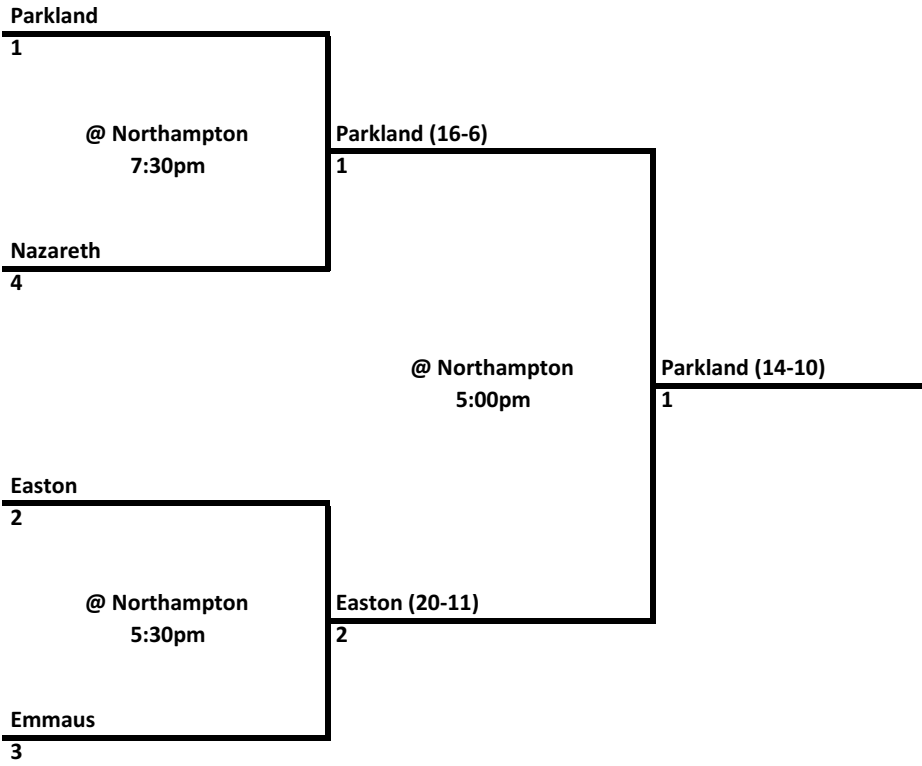 Parkland
1
@ Northampton
7:30pm
Parkland (16-6)
1
Nazareth
4
@ Northampton
5:00pm
Parkland (14-10)
1
Easton
2
@ Northampton
5:30pm
Easton (20-11)
2
Emmaus
3